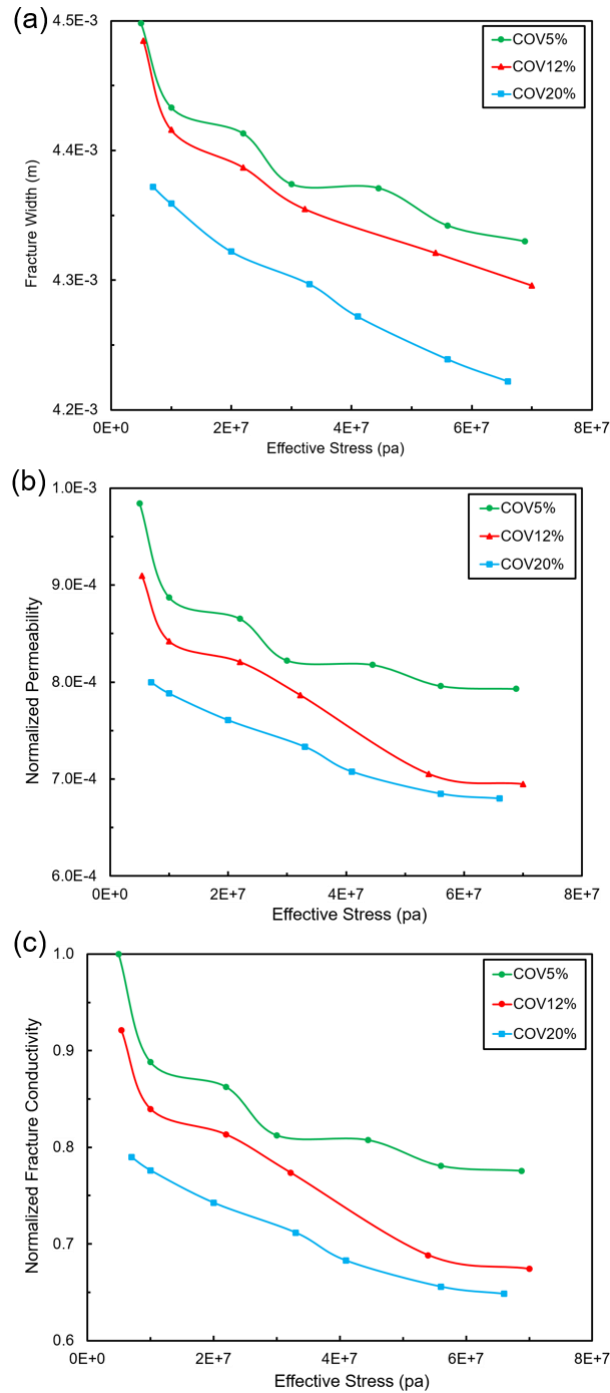 (a)
4.5E-3
4.4E-3
4.3E-3
4.2E-3
Fracture Width (m)
COV5%
COV12%
COV20%
0E+0 2E+7 4E+7 6E+7 8E+7
Effective Stress (pa)
(b)
1.0E-3
9.0E-4
8.0E-4
7.0E-4
6.0E-4
Normalized Permeability
COV5%
COV12%
COV20%
0E+0 2E+7 4E+7 6E+7 8E+7
Effective Stress (pa)
(c)
1.0
0.9
0.8
0.7
0.6
Normalized Fracture Conductivity
COV5%
COV12%
COV20%
0E+0 2E+7 4E+7 6E+7 8E+7
Effective Stress (pa)